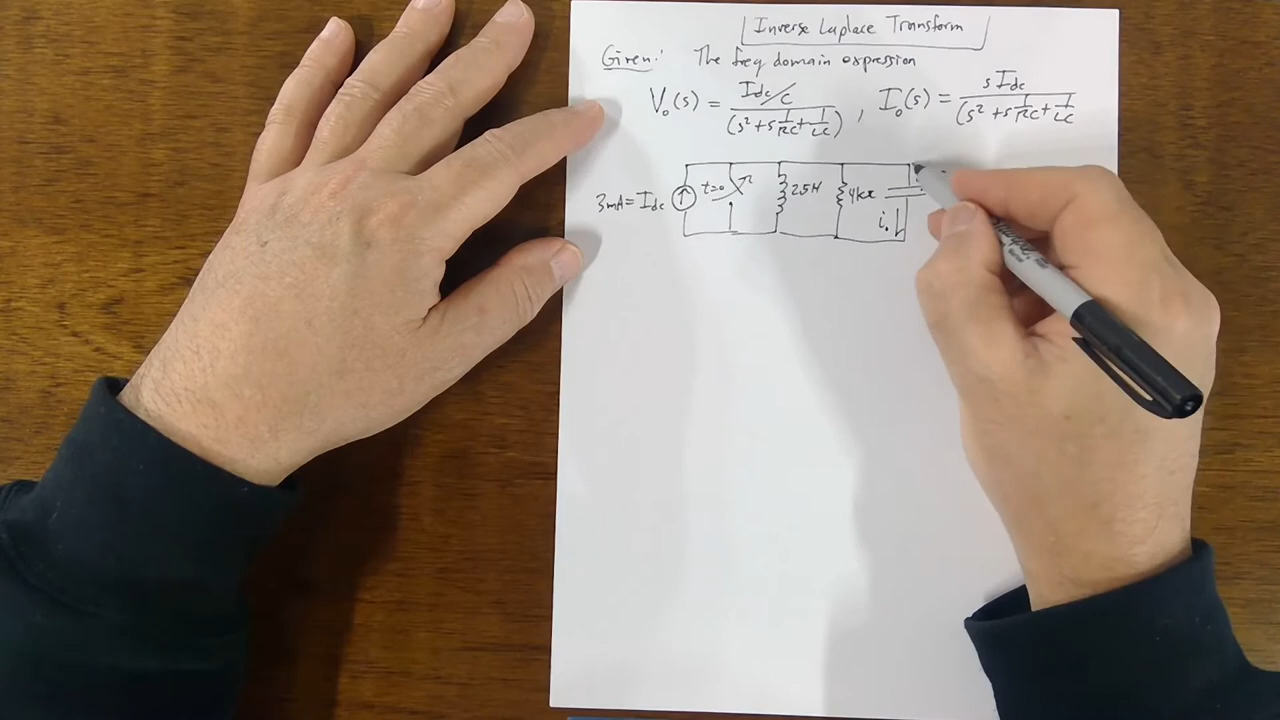 Inverse Laplace Transform
Given: The freq domain expression
V₀(s) = (Idc/C) / (s² + s 1/RC + 1/LC) , I₀(s) = s Idc / (s² + s 1/RC + 1/LC
3mA = Idc t=0 25H 4kΩ
i₀